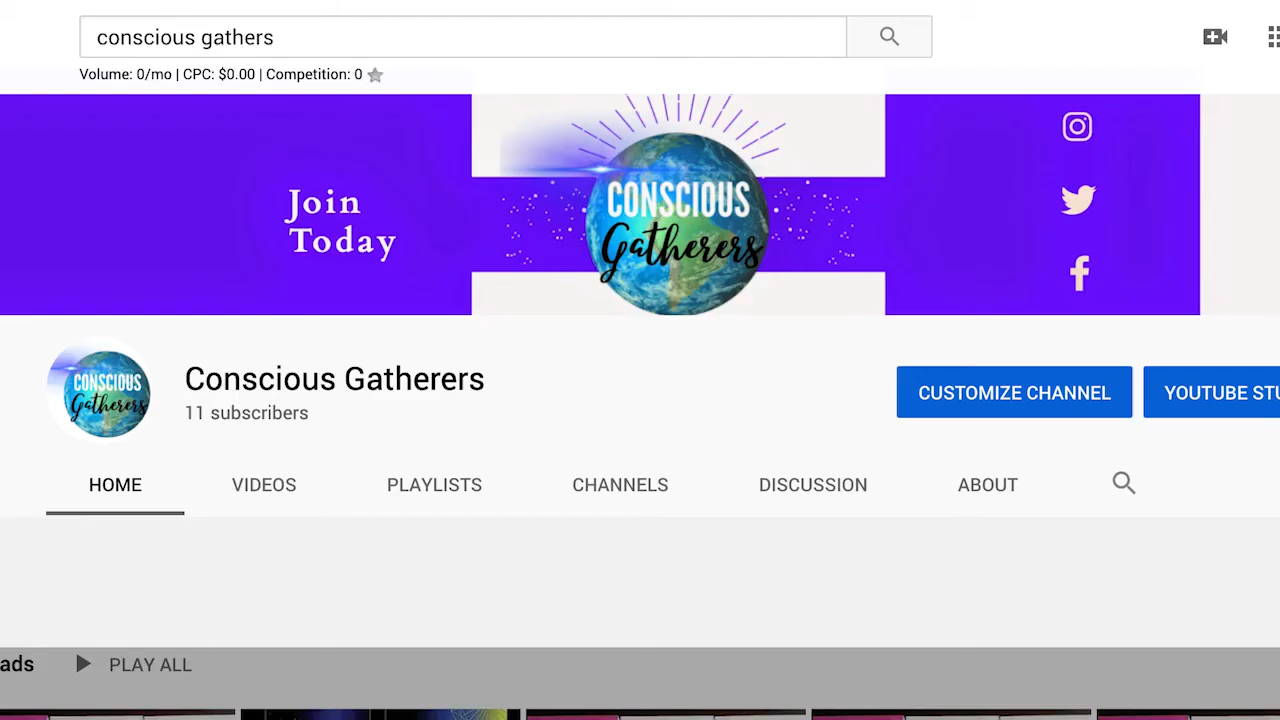 conscious gathers
Volume: 0/mo | CPC: $0.00 | Competition: 0
Join
Today
CONSCIOUS
Gatherers
CONSCIOUS
Gatherers
Conscious Gatherers
11 subscribers
CUSTOMIZE CHANNEL
YOUTUBE STU
HOME
VIDEOS
PLAYLISTS
CHANNELS
DISCUSSION
ABOUT
ads
PLAY ALL